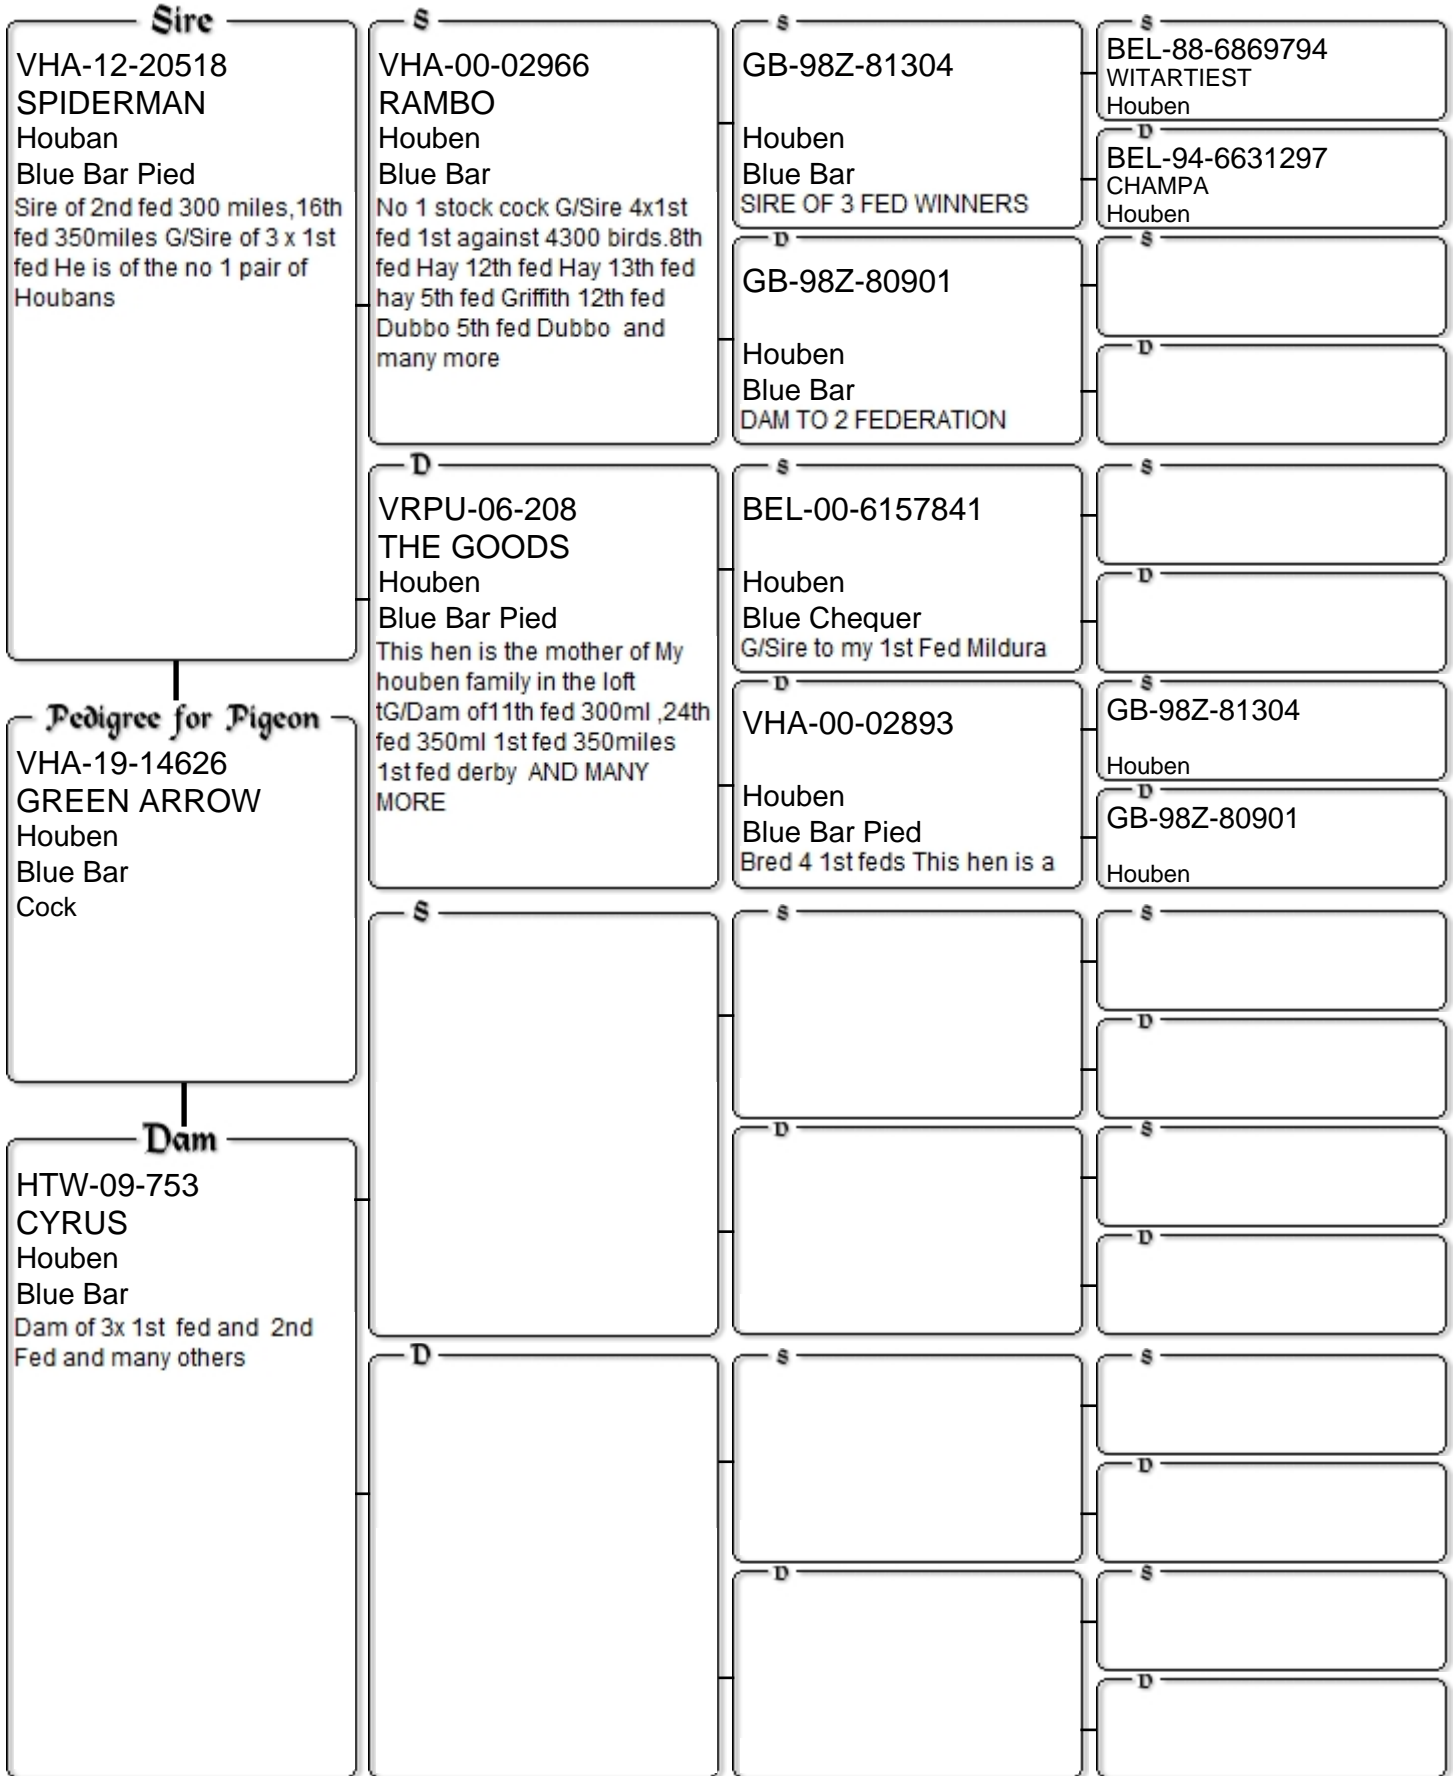 Sire
VHA-12-20518
SPIDERMAN
Houban
Blue Bar Pied
Sire of 2nd fed 300 miles,16th
fed 350miles G/Sire of 3 x 1st
fed He is of the no 1 pair of
Houbans
Pedigree for Pigeon
VHA-19-14626
GREEN ARROW
Houben
Blue Bar
Cock
Dam
HTW-09-753
CYRUS
Houben
Blue Bar
Dam of 3x 1st fed and 2nd
Fed and many others
S
VHA-00-02966
RAMBO
Houben
Blue Bar
No 1 stock cock G/Sire 4x1st
fed 1st against 4300 birds.8th
fed Hay 12th fed Hay 13th fed
hay 5th fed Griffith 12th fed
Dubbo 5th fed Dubbo and
many more
D
VRPU-06-208
THE GOODS
Houben
Blue Bar Pied
This hen is the mother of My
houben family in the loft
tG/Dam of11th fed 300ml ,24th
fed 350ml 1st fed 350miles
1st fed derby AND MANY
MORE
S
D
S
GB-98Z-81304
Houben
Blue Bar
SIRE OF 3 FED WINNERS
D
GB-98Z-80901
Houben
Blue Bar
DAM TO 2 FEDERATION
S
BEL-00-6157841
Houben
Blue Chequer
G/Sire to my 1st Fed Mildura
D
VHA-00-02893
Houben
Blue Bar Pied
Bred 4 1st feds This hen is a
S
D
S
D
S
BEL-88-6869794
WITARTIEST
Houben
D
BEL-94-6631297
CHAMPA
Houben
S
D
S
D
S
GB-98Z-81304
Houben
D
GB-98Z-80901
Houben
S
D
S
D
S
D
S
D